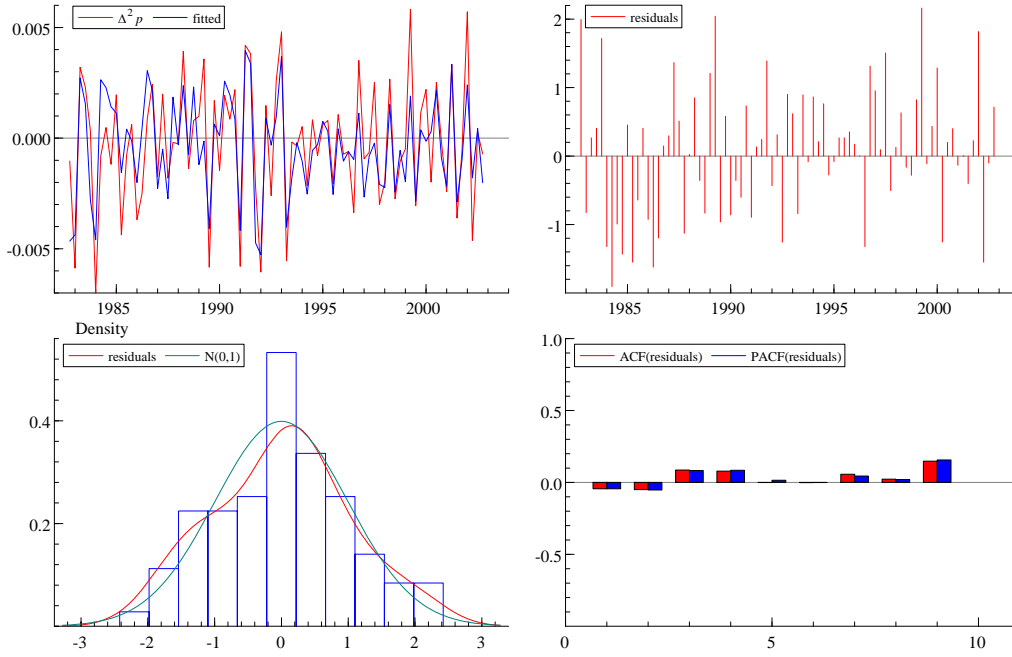 Δ² p fitted
0.005
0.000
-0.005
1985 1990 1995 2000
residuals
2
1
0
-1
1985 1990 1995 2000
Density
residuals N(0,1)
0.4
0.2
-3 -2 -1 0 1 2 3
ACF(residuals) PACF(residuals)
1.0
0.5
0.0
-0.5
0 5 10